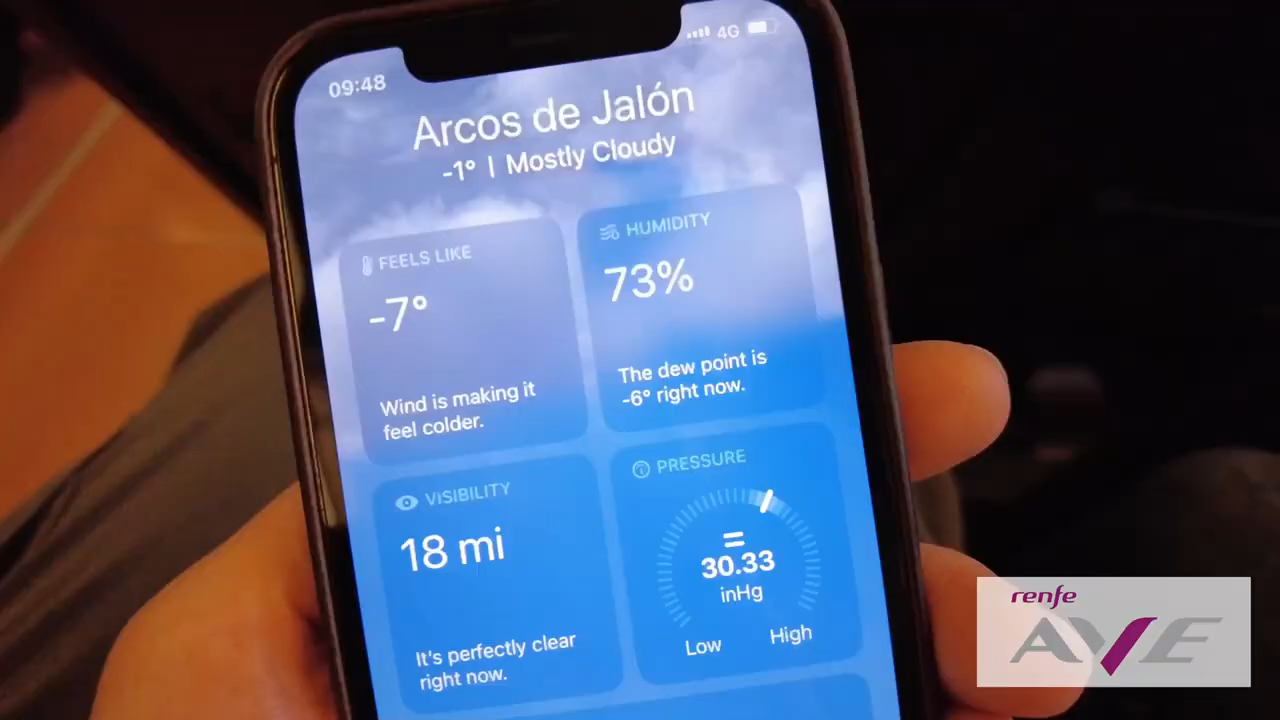 09:48
4G
Arcos de Jalón
-1° | Mostly Cloudy
FEELS LIKE
-7°
Wind is making it
feel colder.
HUMIDITY
73%
The dew point is
-6° right now.
VISIBILITY
18 mi
It's perfectly clear
right now.
PRESSURE
=
30.33
inHg
Low
High
renfe
AVE